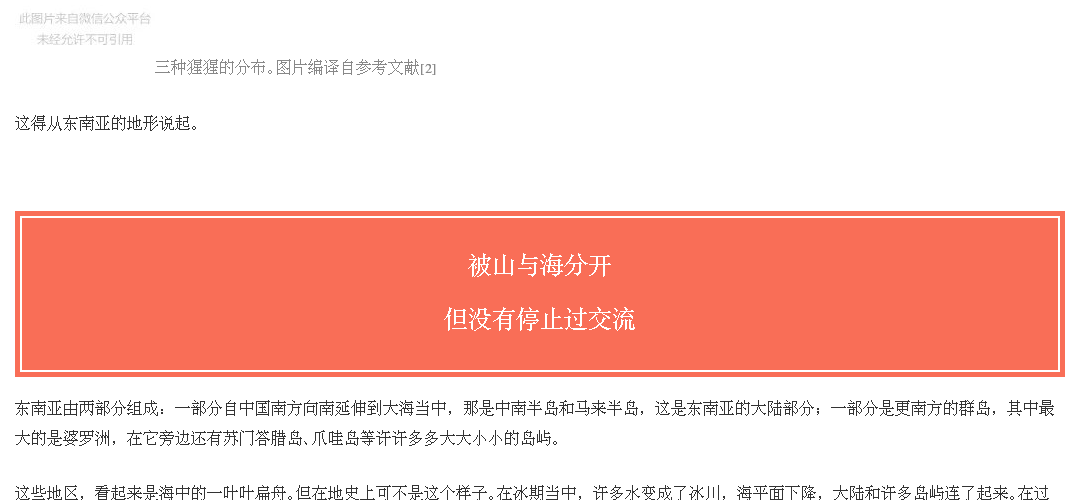 此图片来自微信公众平台
未经允许不可引用
三种猩猩的分布。图片编译自参考文献[2]
这得从东南亚的地形说起。
被山与海分开
但没有停止过交流
东南亚由两部分组成：一部分自中国南方向南延伸到大海当中，那是中南半岛和马来半岛，这是东南亚的大陆部分；一部分是更南方的群岛，其中最
大的是婆罗洲，在它旁边还有苏门答腊岛、爪哇岛等许许多多大大小小的岛屿。
这些地区，看起来是海中的一叶叶扁舟。但在地史上可不是这个样子。在冰期当中，许多水变成了冰川，海平面下降，大陆和许多岛屿连了起来。在过